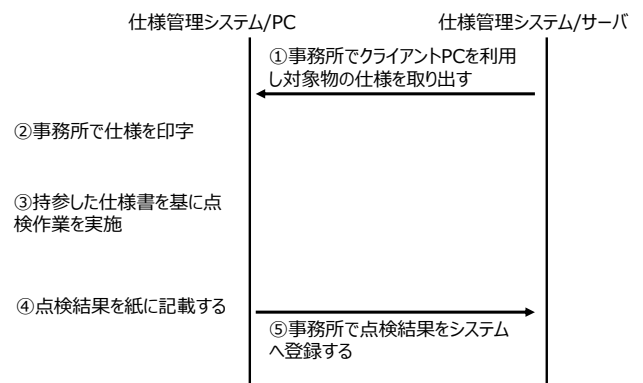 仕様管理システム/PC
仕様管理システム/サーバ
①事務所でクライアントPCを利用
し対象物の仕様を取り出す
②事務所で仕様を印字
③持参した仕様書を基に点
検作業を実施
④点検結果を紙に記載する
⑤事務所で点検結果をシステム
へ登録する